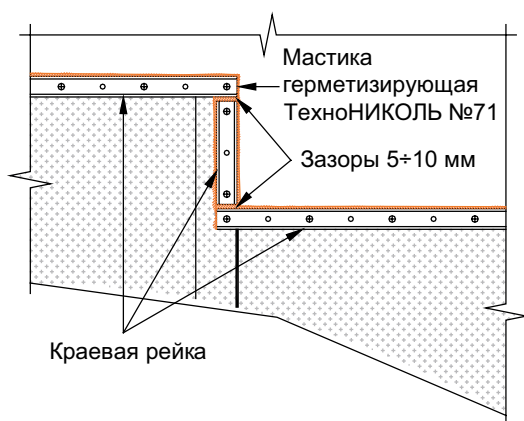 Мастика
герметизирующая
ТехноНИКОЛЬ №71
Зазоры 5÷10 мм
Краевая рейка